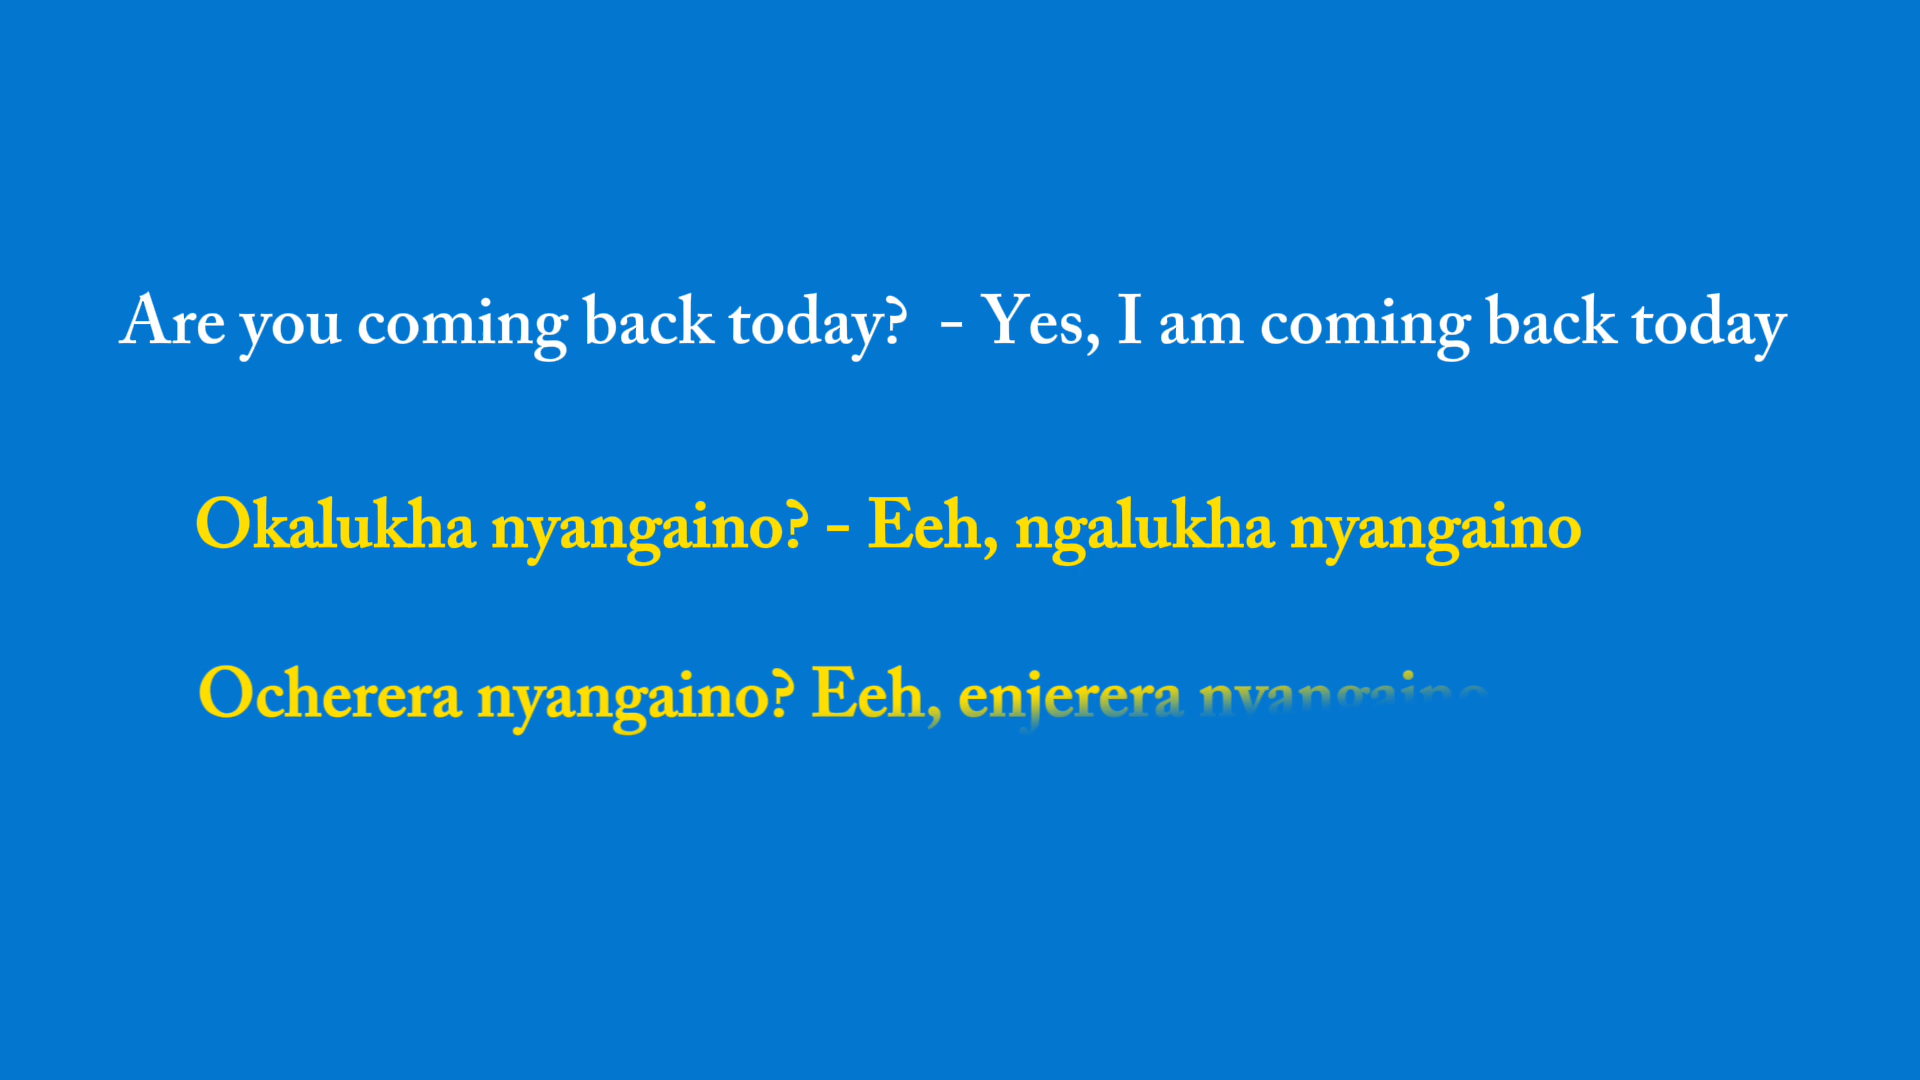 Are you coming back today? - Yes, I am coming back today
Okalukha nyangaino? - Eeh, ngalukha nyangaino
Ocherera nyangaino? Eeh, enjerera nyangaino